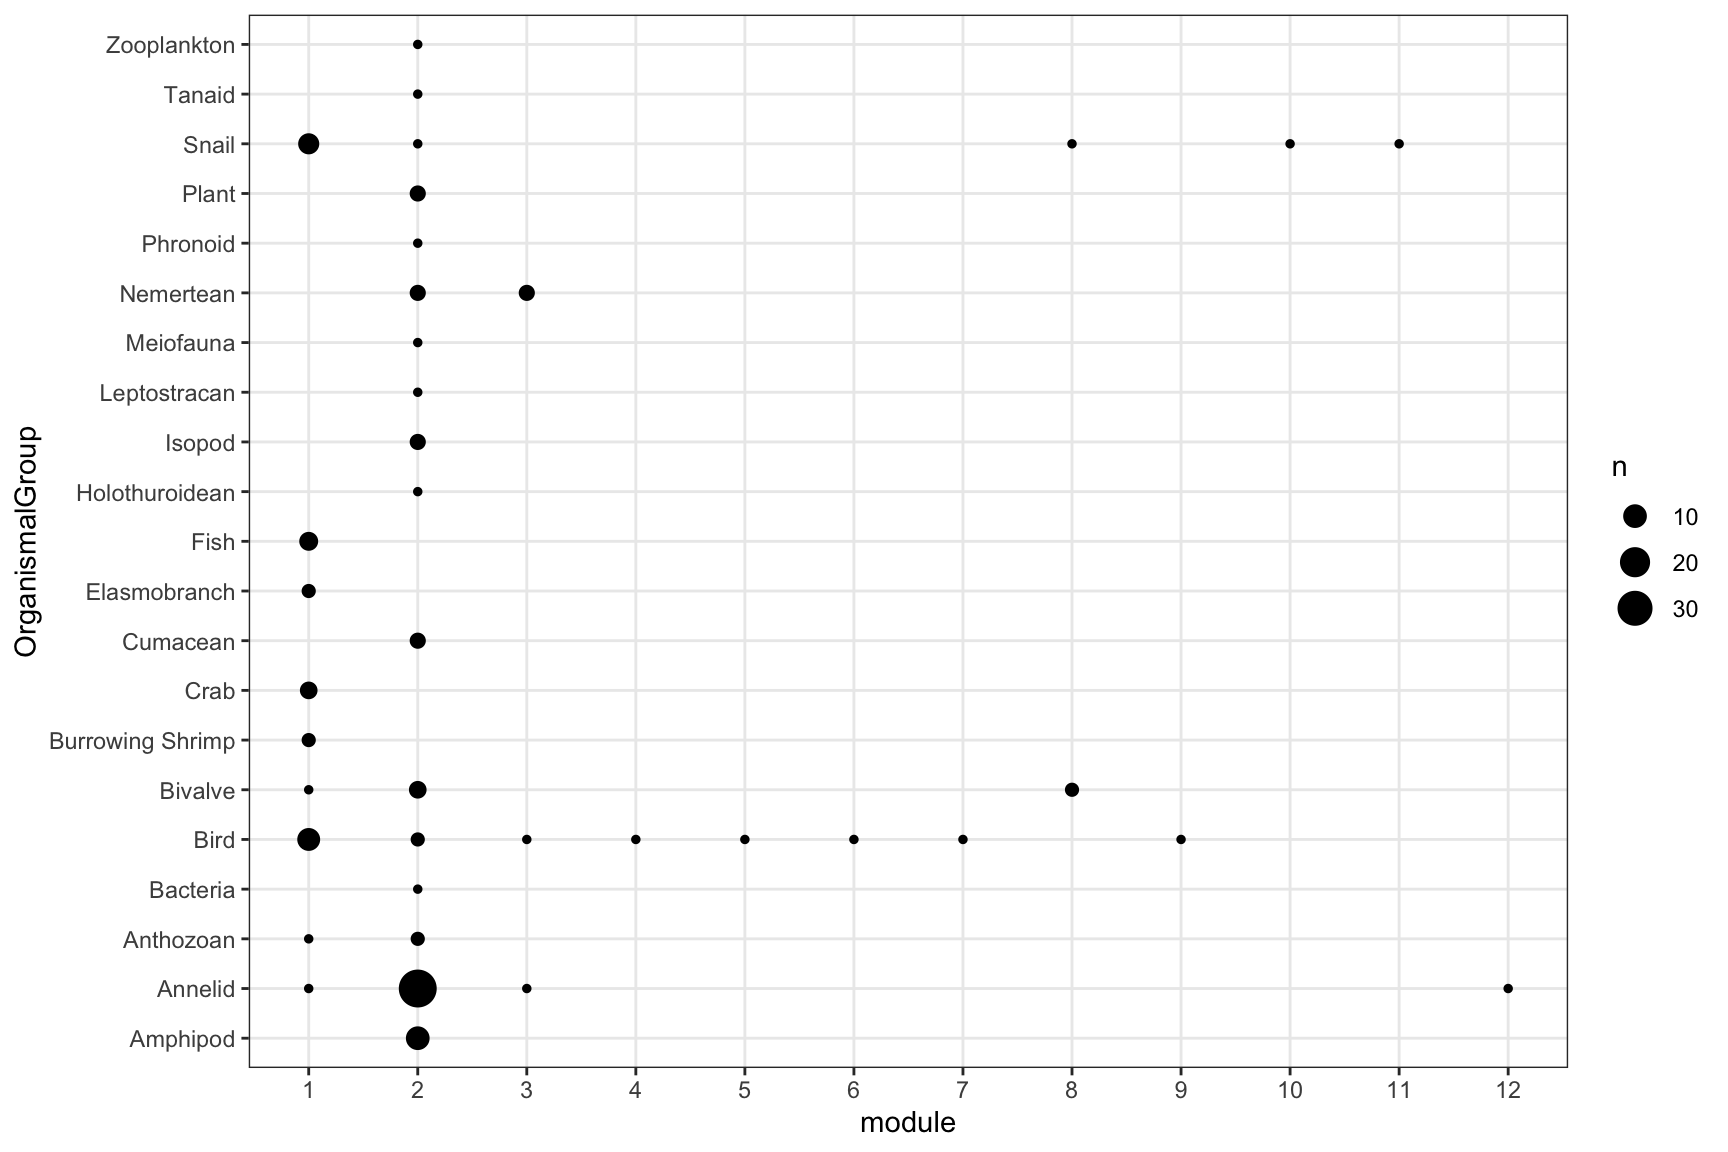 Zooplankton
Tanaid
Snail
Plant
Phronoid
Nemertean
Meiofauna
Leptostracan
Isopod
Holothuroidean
Fish
Elasmobranch
Cumacean
Crab
Burrowing Shrimp
Bivalve
Bird
Bacteria
Anthozoan
Annelid
Amphipod
OrganismalGroup
1 2 3 4 5 6 7 8 9 10 11 12
module
n
10
20
30